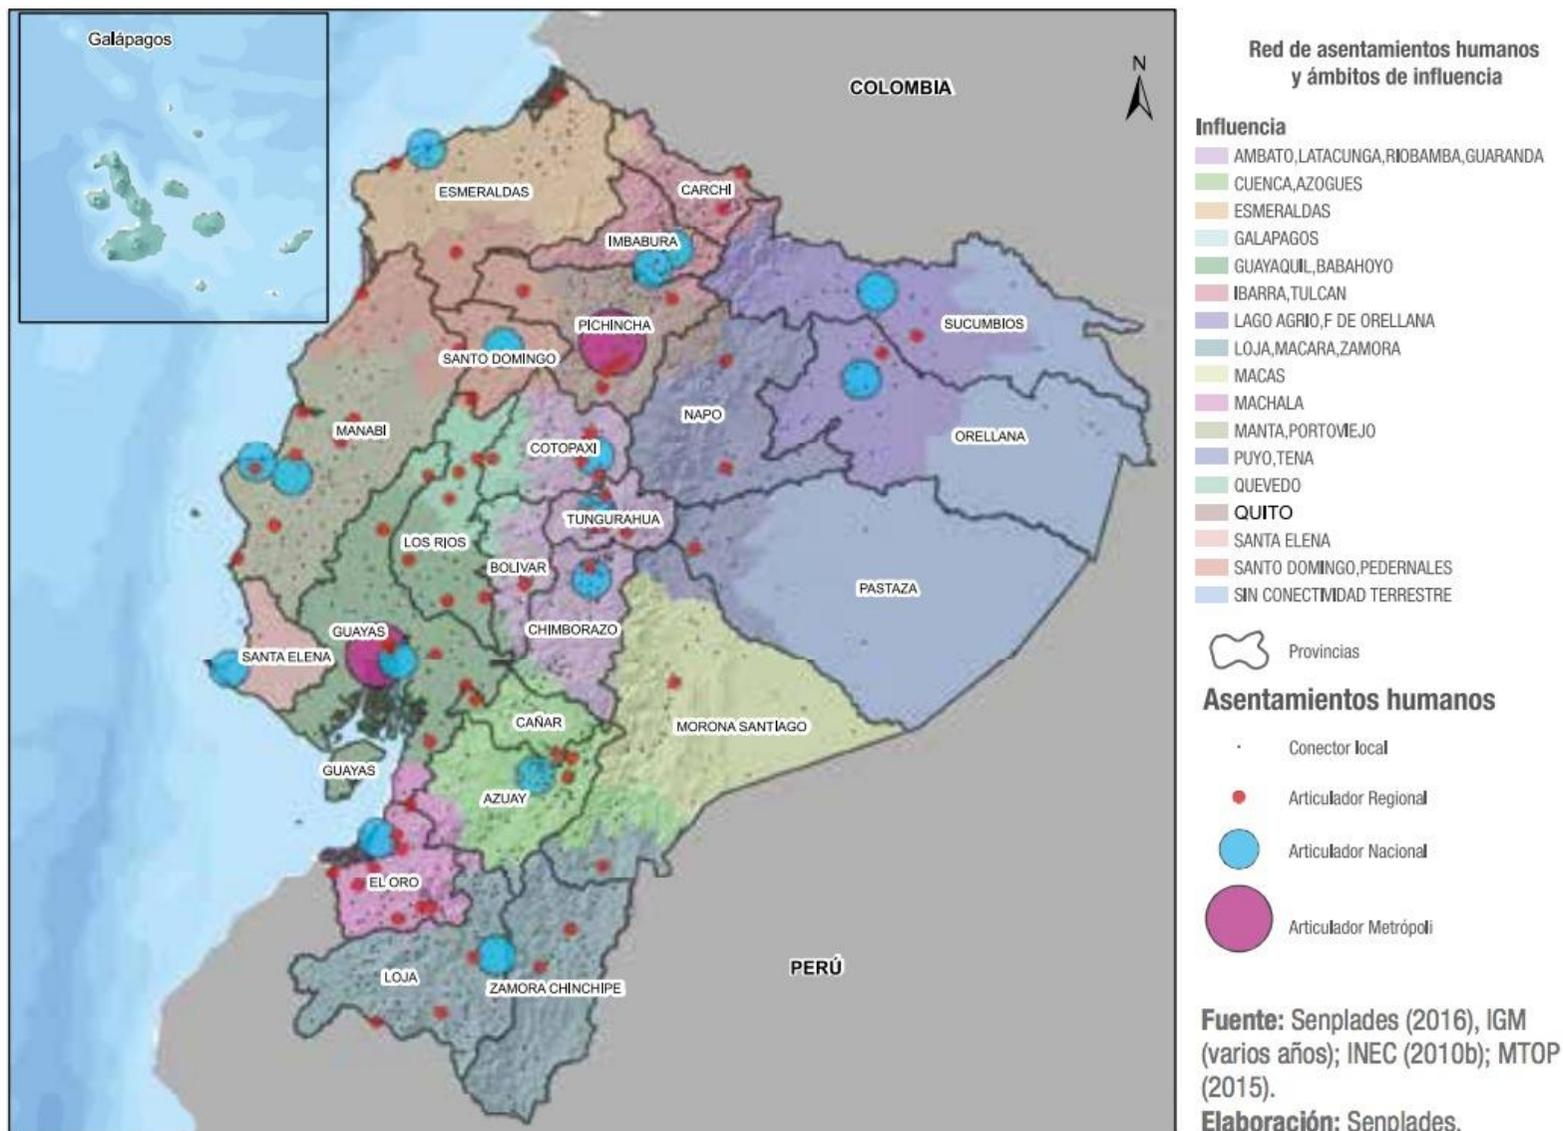 Galápagos
N
COLOMBIA
ESMERALDAS
CARCHÍ
IMBABURA
PICHINCHA
SUCUMBIOS
SANTO DOMINGO
NAPO
MANABÍ
COTOPAXI
ORELLANA
TUNGURAHUA
LOS RIOS
BOLIVAR
PASTAZA
CHIMBORAZO
GUAYAS
SANTA ELENA
CAÑAR
MORONA SANTIAGO
GUAYAS
AZUAY
EL ORO
PERÚ
LOJA
ZAMORA CHINCHIPE
Red de asentamientos humanos
y ámbitos de influencia
Influencia
AMBATO,LATACUNGA,RIOBAMBA,GUARANDA
CUENCA,AZOGUES
ESMERALDAS
GALAPAGOS
GUAYAQUIL,BABAHOYO
IBARRA,TULCAN
LAGO AGRIO,F DE ORELLANA
LOJA,MACARA,ZAMORA
MACAS
MACHALA
MANTA,PORTOVIEJO
PUYO,TENA
QUEVEDO
QUITO
SANTA ELENA
SANTO DOMINGO,PEDERNALES
SIN CONECTIVIDAD TERRESTRE
Provincias
Asentamientos humanos
Conector local
Articulador Regional
Articulador Nacional
Articulador Metrópoli
Fuente: Senplades (2016), IGM
(varios años); INEC (2010b); MTOP
(2015).
Elaboración: Senplades.